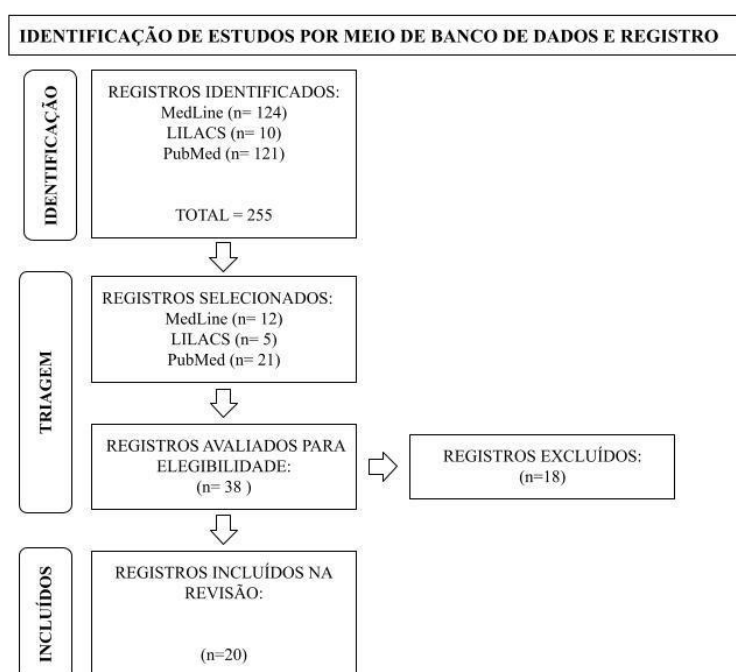 IDENTIFICAÇÃO DE ESTUDOS POR MEIO DE BANCO DE DADOS E REGISTRO
IDENTIFICAÇÃO
REGISTROS IDENTIFICADOS:
MedLine (n= 124)
LILACS (n= 10)
PubMed (n= 121)
TOTAL = 255
TRIAGEM
REGISTROS SELECIONADOS:
MedLine (n= 12)
LILACS (n= 5)
PubMed (n= 21)
REGISTROS AVALIADOS PARA
ELEGIBILIDADE:
(n= 38 )
REGISTROS EXCLUÍDOS:
(n=18)
INCLUÍDOS
REGISTROS INCLUÍDOS NA
REVISÃO:
(n=20)